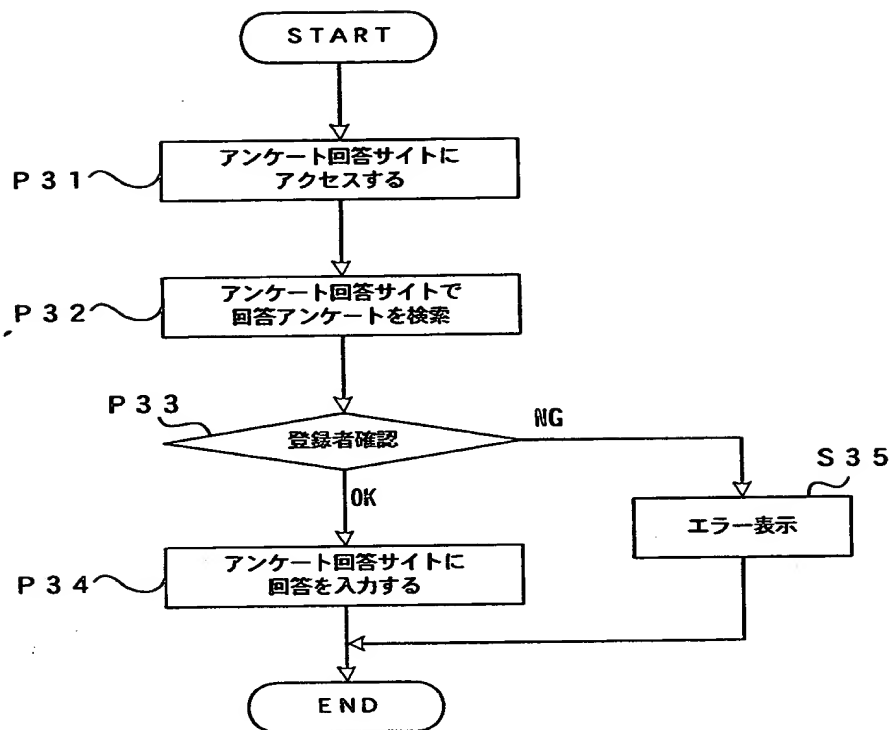 START
アンケート回答サイトに
アクセスする
P31
アンケート回答サイトで
回答アンケートを検索
P32
P33
登録者確認
NG
OK
S35
エラー表示
アンケート回答サイトに
回答を入力する
P34
END